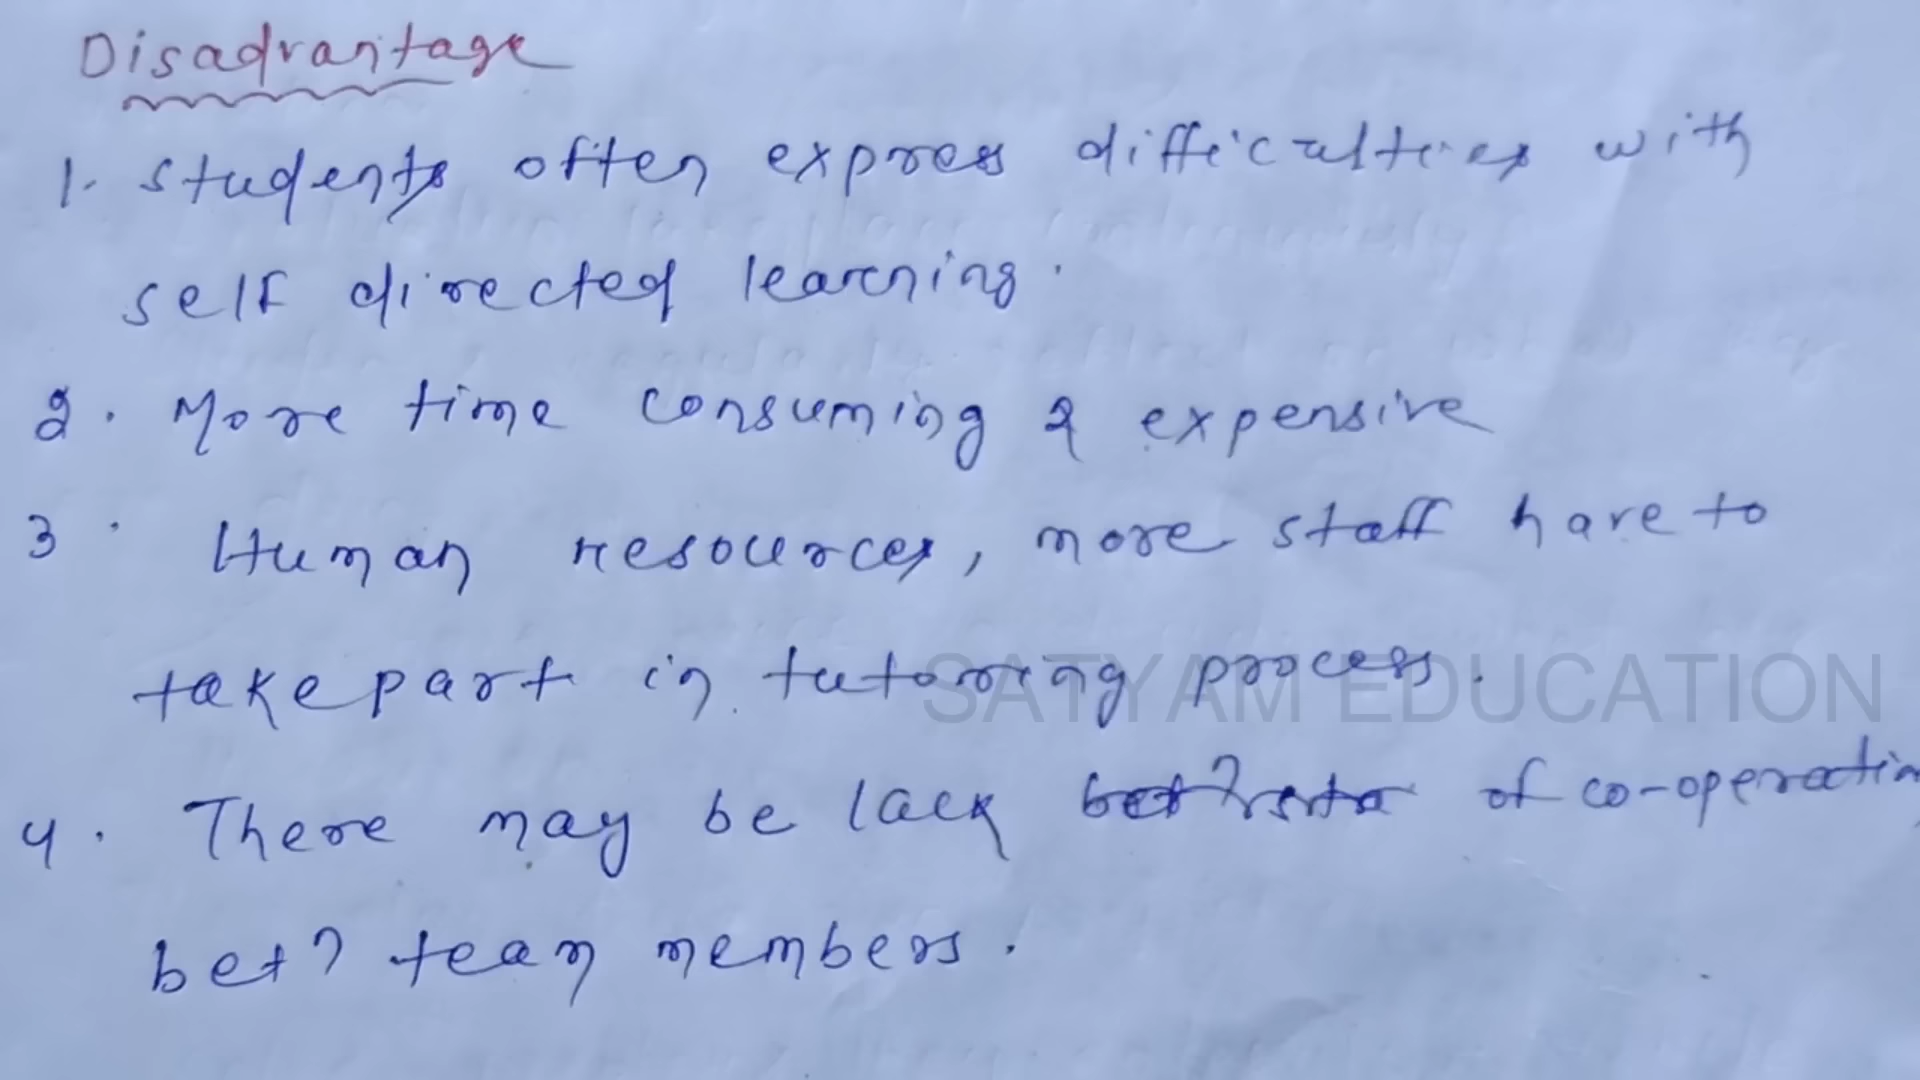 Disadvantage
1. Students often express difficulties with
self directed learning.
2. More time consuming & expensive
3. Human resources, more staff have to
take part in tutoring process.
SATYAM EDUCATION
4. There may be lack of co-operation
betn team members.